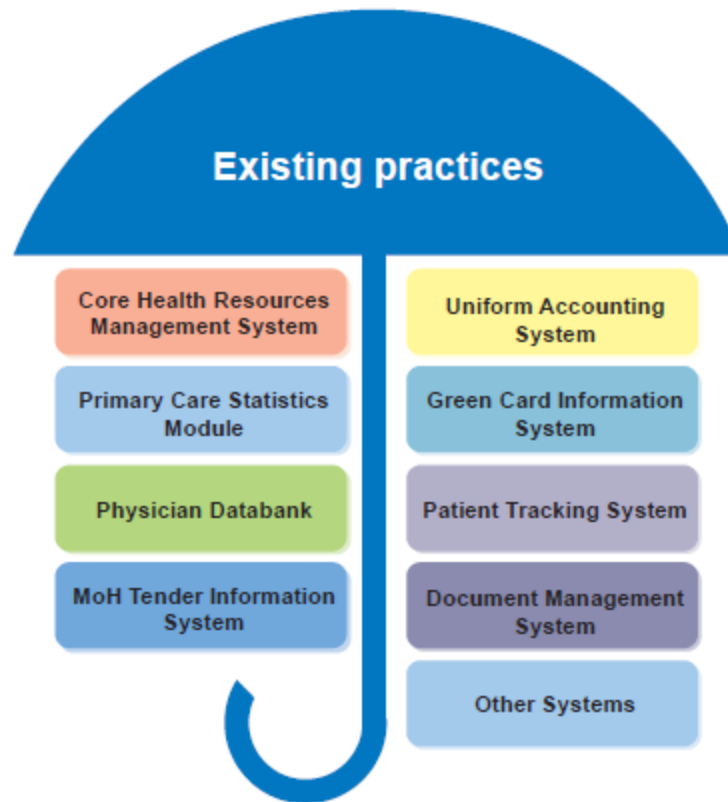 Existing practices
Core Health Resources
Management System
Primary Care Statistics
Module
Physician Databank
MoH Tender Information
System
Uniform Accounting
System
Green Card Information
System
Patient Tracking System
Document Management
System
Other Systems